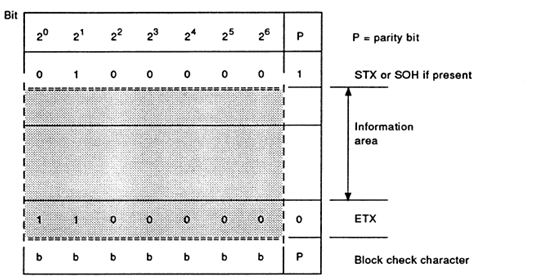 Bit
2⁰ 2¹ 2² 2³ 2⁴ 2⁵ 2⁶ P P = parity bit
0 1 0 0 0 0 0 1 STX or SOH if present
Information
area
1 1 0 0 0 0 0 0 ETX
b b b b b b b P Block check character